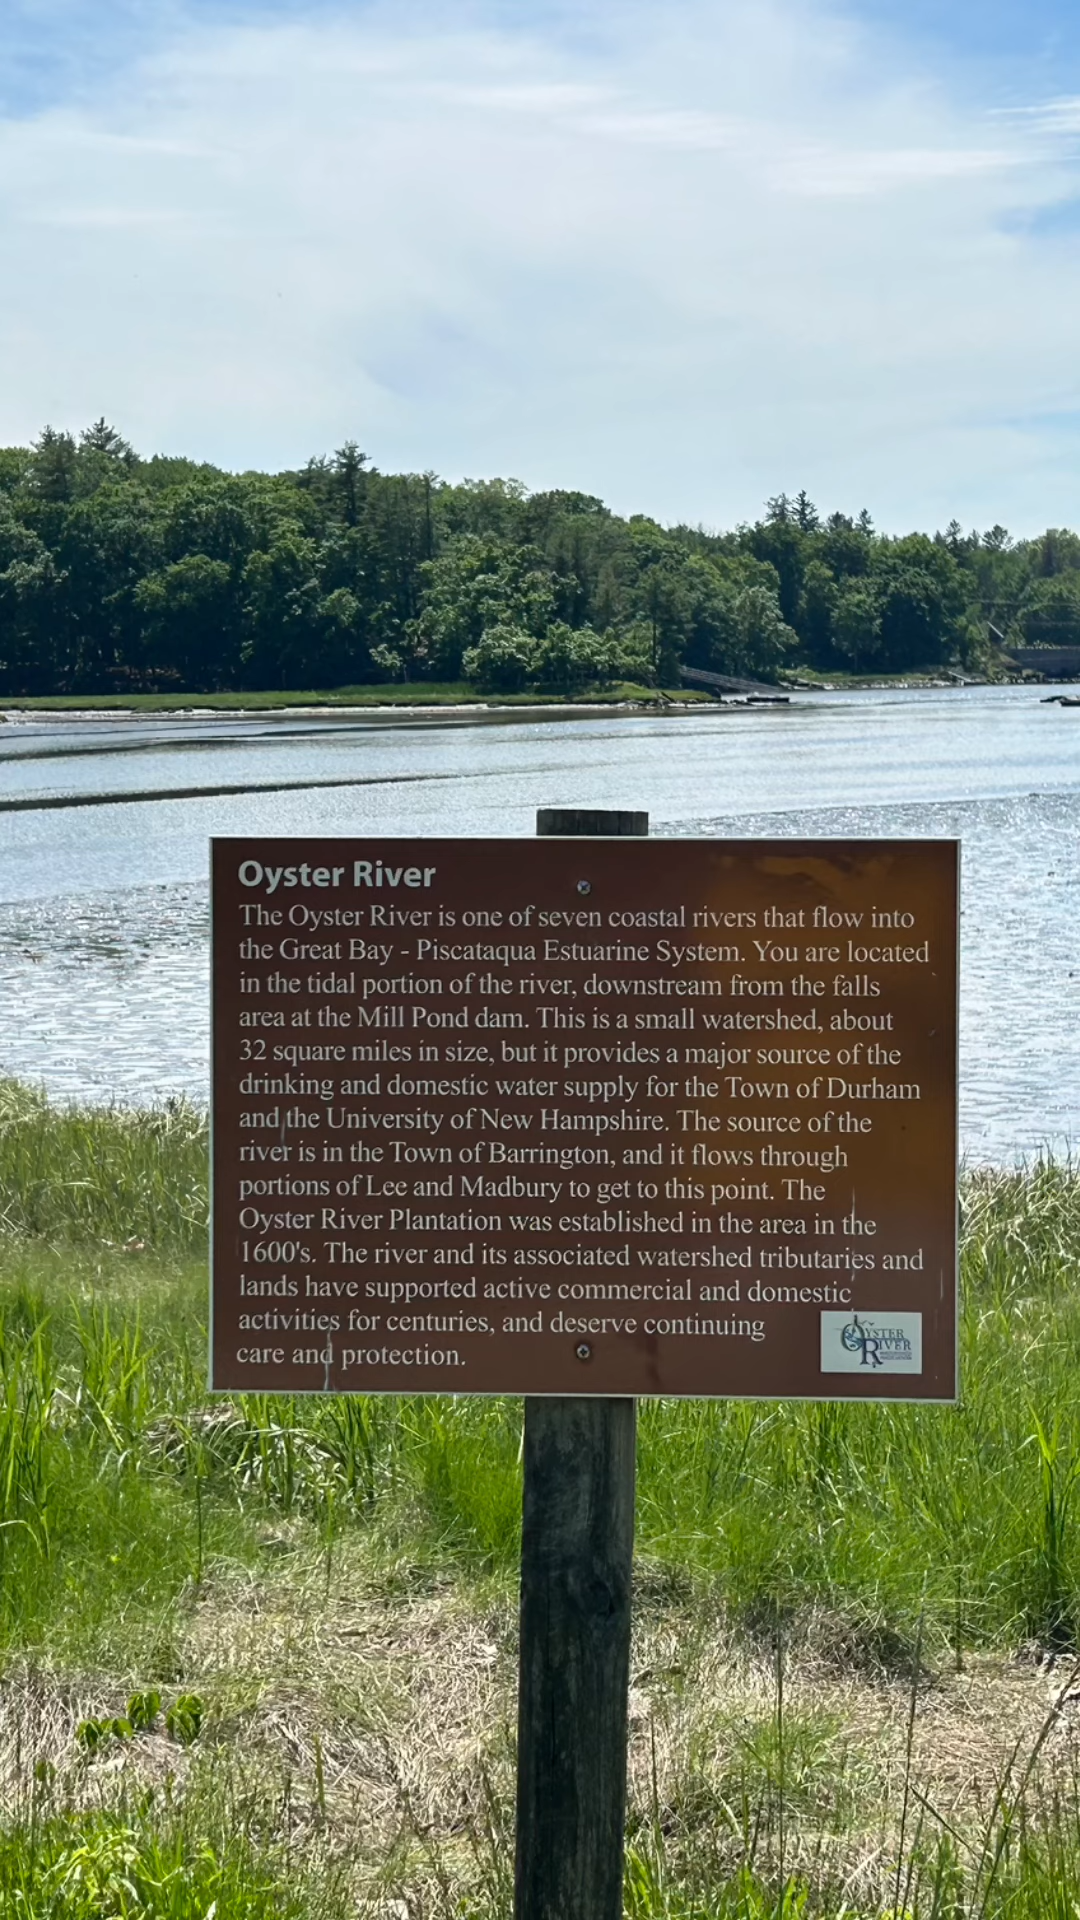 Oyster River
The Oyster River is one of seven coastal rivers that flow into
the Great Bay - Piscataqua Estuarine System. You are located
in the tidal portion of the river, downstream from the falls
area at the Mill Pond dam. This is a small watershed, about
32 square miles in size, but it provides a major source of the
drinking and domestic water supply for the Town of Durham
and the University of New Hampshire. The source of the
river is in the Town of Barrington, and it flows through
portions of Lee and Madbury to get to this point. The
Oyster River Plantation was established in the area in the
1600's. The river and its associated watershed tributaries and
lands have supported active commercial and domestic
activities for centuries, and deserve continuing
care and protection.
OYSTER
RIVER